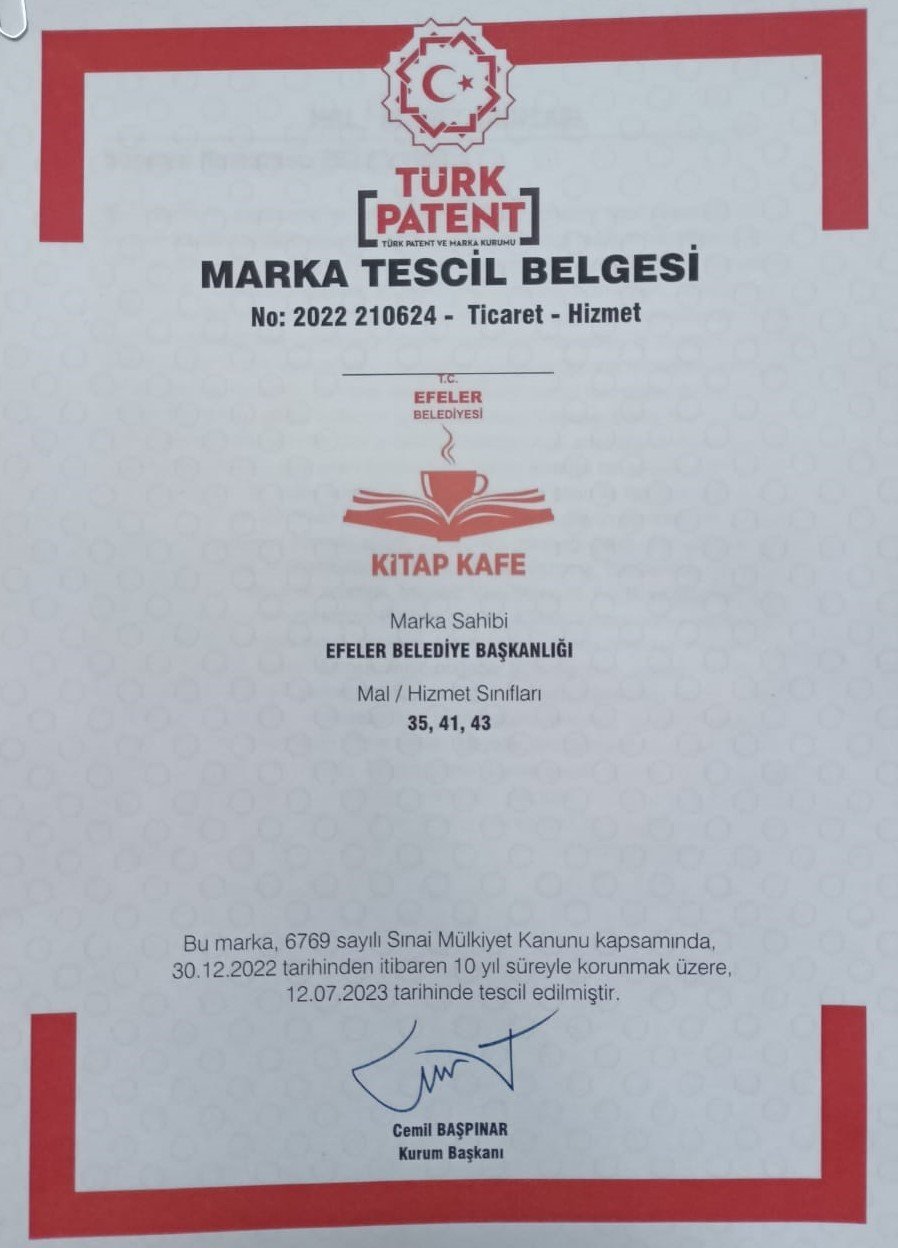 TÜRK
PATENT
TÜRK PATENT VE MARKA KURUMU
MARKA TESCİL BELGESİ
No: 2022 210624 - Ticaret - Hizmet
T.C.
EFELER
BELEDİYESİ
KİTAP KAFE
Marka Sahibi
EFELER BELEDİYE BAŞKANLIĞI
Mal / Hizmet Sınıfları
35, 41, 43
Bu marka, 6769 sayılı Sınai Mülkiyet Kanunu kapsamında,
30.12.2022 tarihinden itibaren 10 yıl süreyle korunmak üzere,
12.07.2023 tarihinde tescil edilmiştir.
Cemil BAŞPINAR
Kurum Başkanı